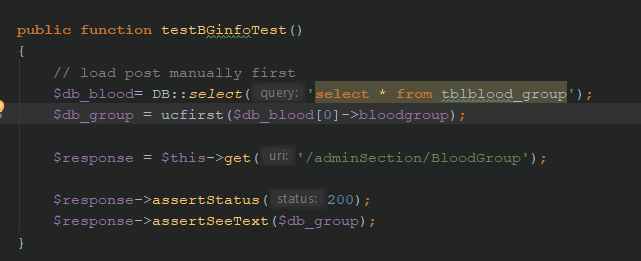 public function testBGinfoTest()
{
// load post manually first
$db_blood= DB::select( query: 'select * from tblblood_group');
$db_group = ucfirst($db_blood[0]->bloodgroup);
$response = $this->get( uri: '/adminSection/BloodGroup');
$response->assertStatus( status: 200);
$response->assertSeeText($db_group);
}